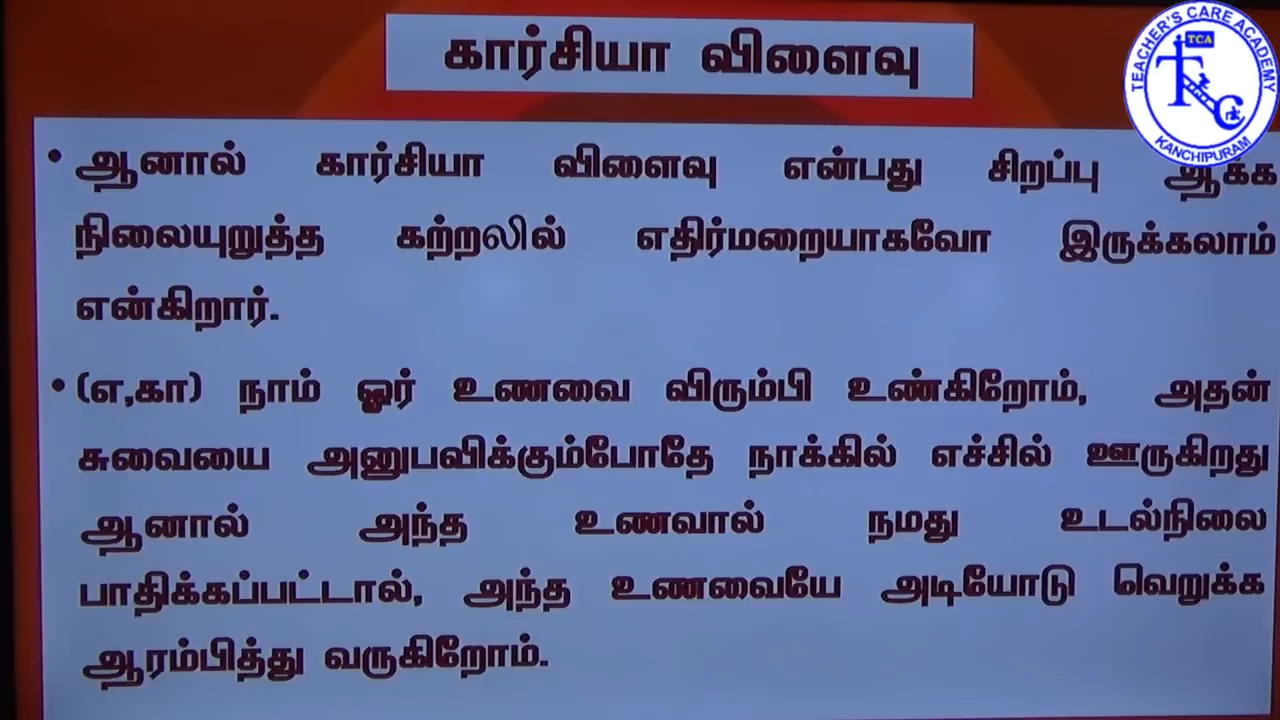 கார்சியா விளைவு
TEACHER'S CARE ACADEMY
TCA
KANCHIPURAM
• ஆனால் கார்சியா விளைவு என்பது சிறப்பு ஆக்க
நிலையுறுத்த கற்றலில் எதிர்மறையாகவோ இருக்கலாம்
என்கிறார்.
• (எ,கா) நாம் ஓர் உணவை விரும்பி உண்கிறோம், அதன்
சுவையை அனுபவிக்கும்போதே நாக்கில் எச்சில் ஊருகிறது
ஆனால் அந்த உணவால் நமது உடல்நிலை
பாதிக்கப்பட்டால், அந்த உணவையே அடியோடு வெறுக்க
ஆரம்பித்து வருகிறோம்.